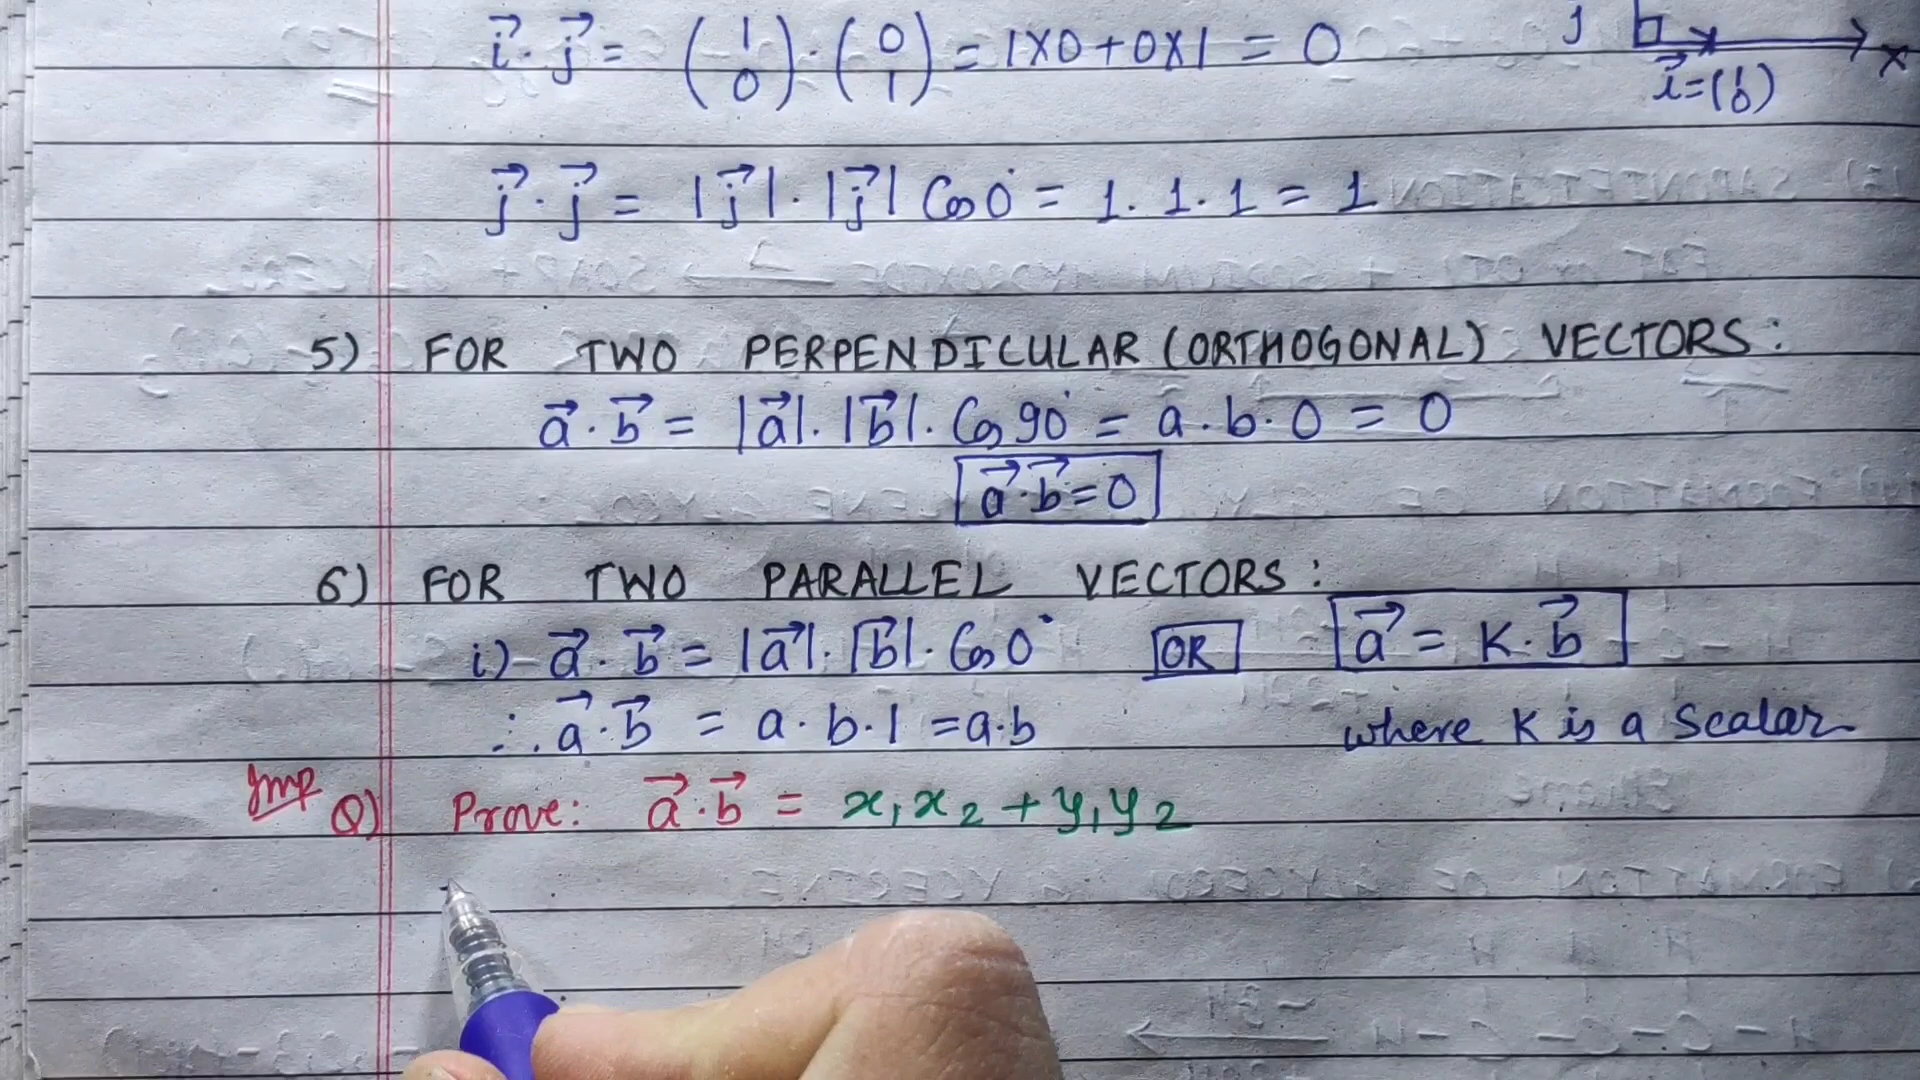 i⃗ · j⃗ = (1 0) · (0 1) = 1×0 + 0×1 = 0
j x
i⃗ = (1 0)
j⃗ · j⃗ = |j⃗| · |j⃗| Cos 0° = 1 . 1 . 1 = 1
5) FOR TWO PERPENDICULAR (ORTHOGONAL) VECTORS :
a⃗ · b⃗ = |a⃗| · |b⃗| · Cos 90° = a · b · 0 = 0
a⃗ · b⃗ = 0
6) FOR TWO PARALLEL VECTORS :
i) a⃗ · b⃗ = |a⃗| · |b⃗| · Cos 0° OR a⃗ = K · b⃗
∴ a⃗ · b⃗ = a · b · 1 = a · b where K is a Scalar
Imp Q) Prove : a⃗ · b⃗ = x₁x₂ + y₁y₂